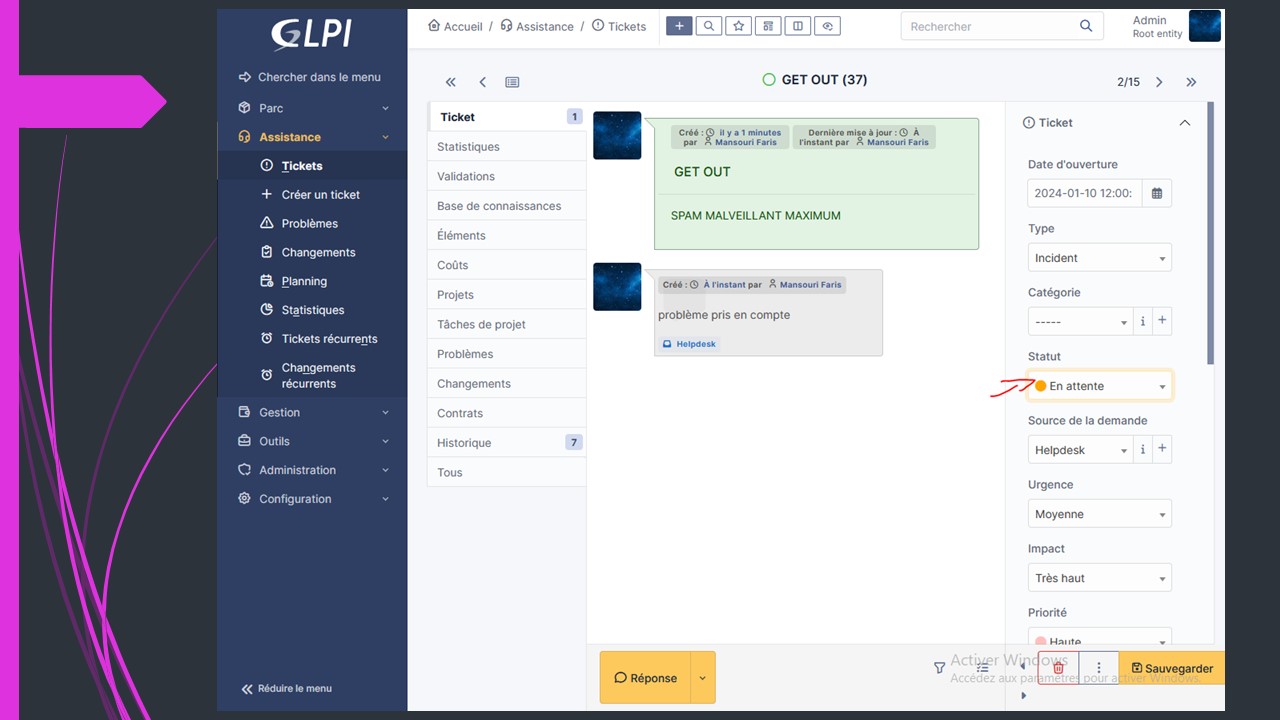 GLPI
Chercher dans le menu
Parc
Assistance
Tickets
Créer un ticket
Problèmes
Changements
Planning
Statistiques
Tickets récurrents
Changements
récurrents
Gestion
Outils
Administration
Configuration
Réduire le menu
Accueil / Assistance / Tickets
Rechercher
Admin
Root entity
GET OUT (37)
2/15
Ticket 1
Statistiques
Validations
Base de connaissances
Éléments
Coûts
Projets
Tâches de projet
Problèmes
Changements
Contrats
Historique 7
Tous
Créé : il y a 1 minutes
par Mansouri Faris
Dernière mise à jour : À
l'instant par Mansouri Faris
GET OUT
SPAM MALVEILLANT MAXIMUM
Créé : À l'instant par Mansouri Faris
problème pris en compte
Helpdesk
Réponse
Ticket
Date d'ouverture
2024-01-10 12:00:
Type
Incident
Catégorie
-----
Statut
En attente
Source de la demande
Helpdesk
Urgence
Moyenne
Impact
Très haut
Priorité
Haute
Sauvegarder
Activer Windows
Accédez aux paramètres pour activer Windows.